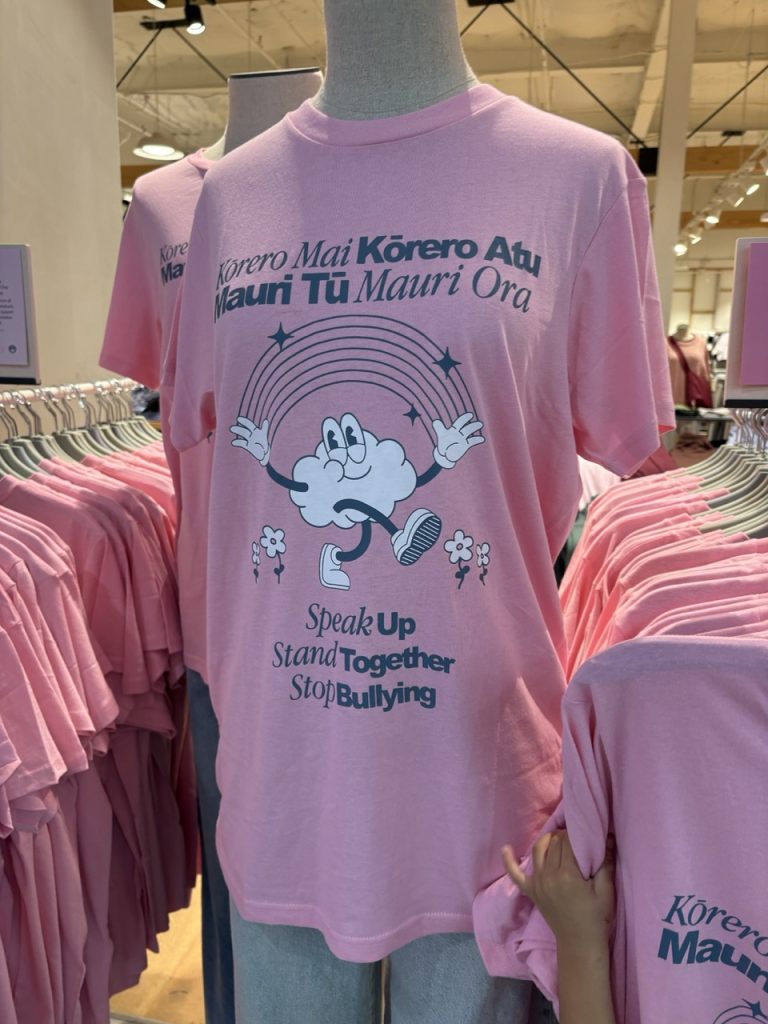 Kōrero Mai Kōrero Atu
Mauri Tū Mauri Ora
Speak Up
Stand Together
Stop Bullying
Kōrero
Mauri